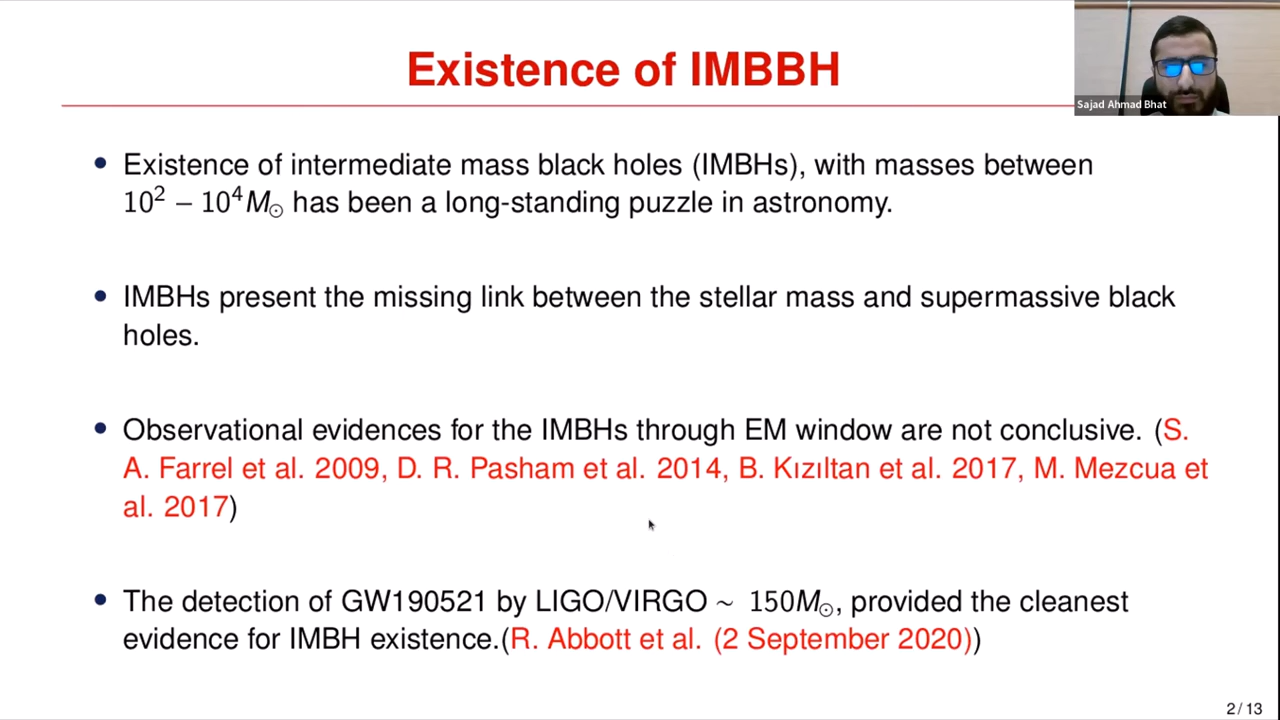 Existence of IMBBH
Sajad Ahmad Bhat
• Existence of intermediate mass black holes (IMBHs), with masses between
10² – 10⁴M☉ has been a long-standing puzzle in astronomy.
• IMBHs present the missing link between the stellar mass and supermassive black
holes.
• Observational evidences for the IMBHs through EM window are not conclusive. (S.
A. Farrel et al. 2009, D. R. Pasham et al. 2014, B. Kızıltan et al. 2017, M. Mezcua et
al. 2017)
• The detection of GW190521 by LIGO/VIRGO ~ 150M☉, provided the cleanest
evidence for IMBH existence.(R. Abbott et al. (2 September 2020))
2 / 13